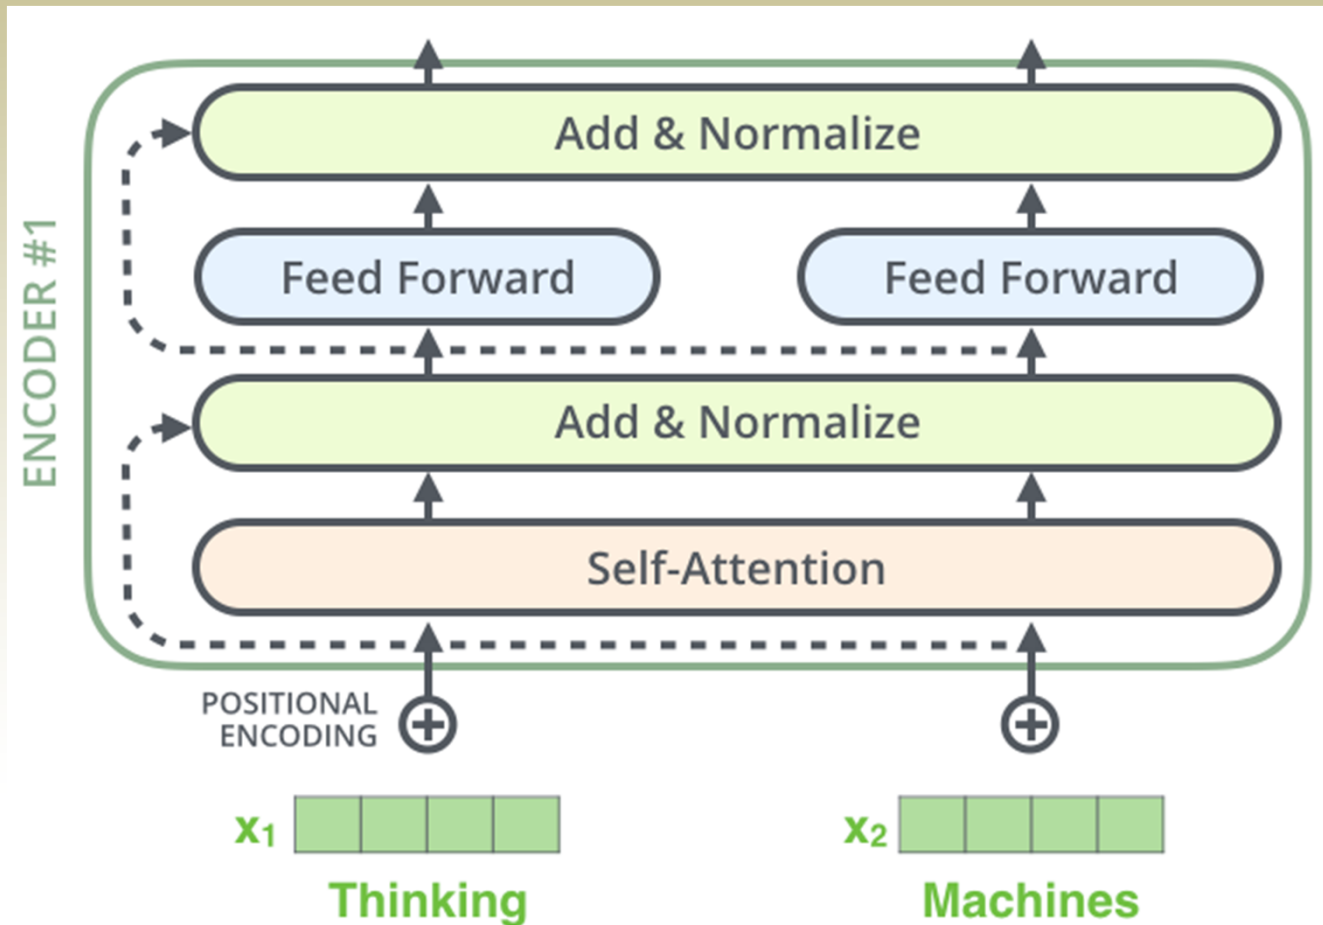 ENCODER #1
Add & Normalize
Feed Forward
Feed Forward
Add & Normalize
Self-Attention
POSITIONAL
ENCODING
x₁
x₂
Thinking
Machines